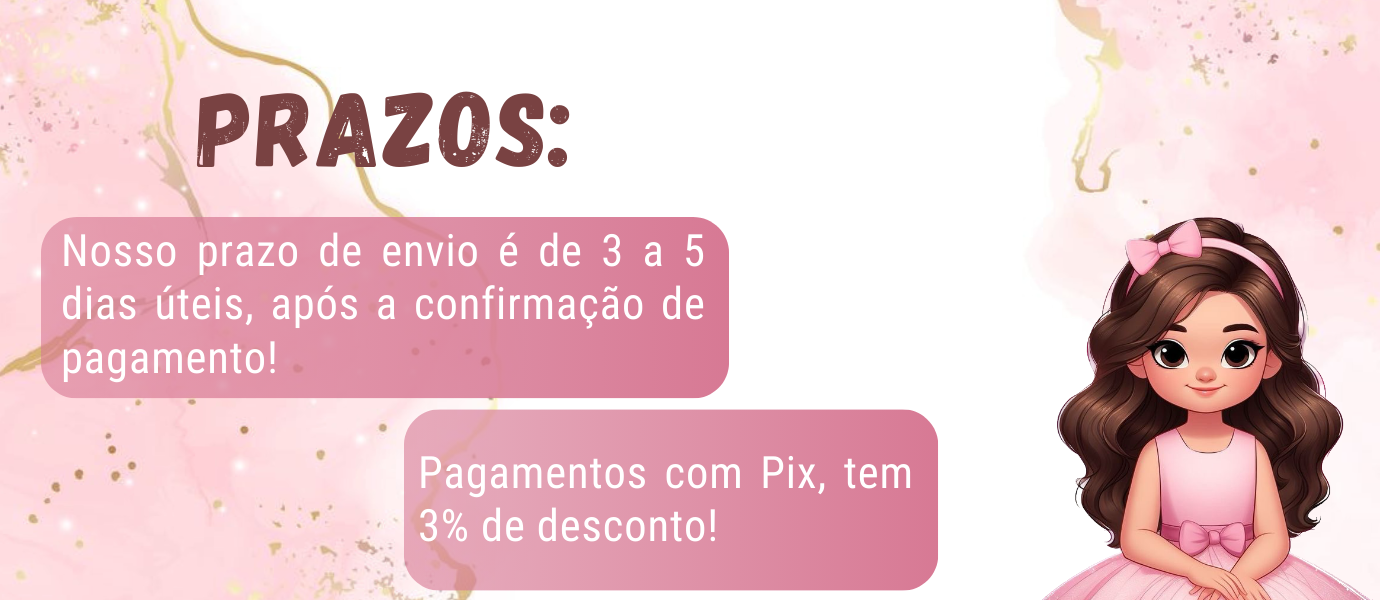 PRAZOS:
Nosso prazo de envio é de 3 a 5
dias úteis, após a confirmação de
pagamento!
Pagamentos com Pix, tem
3% de desconto!